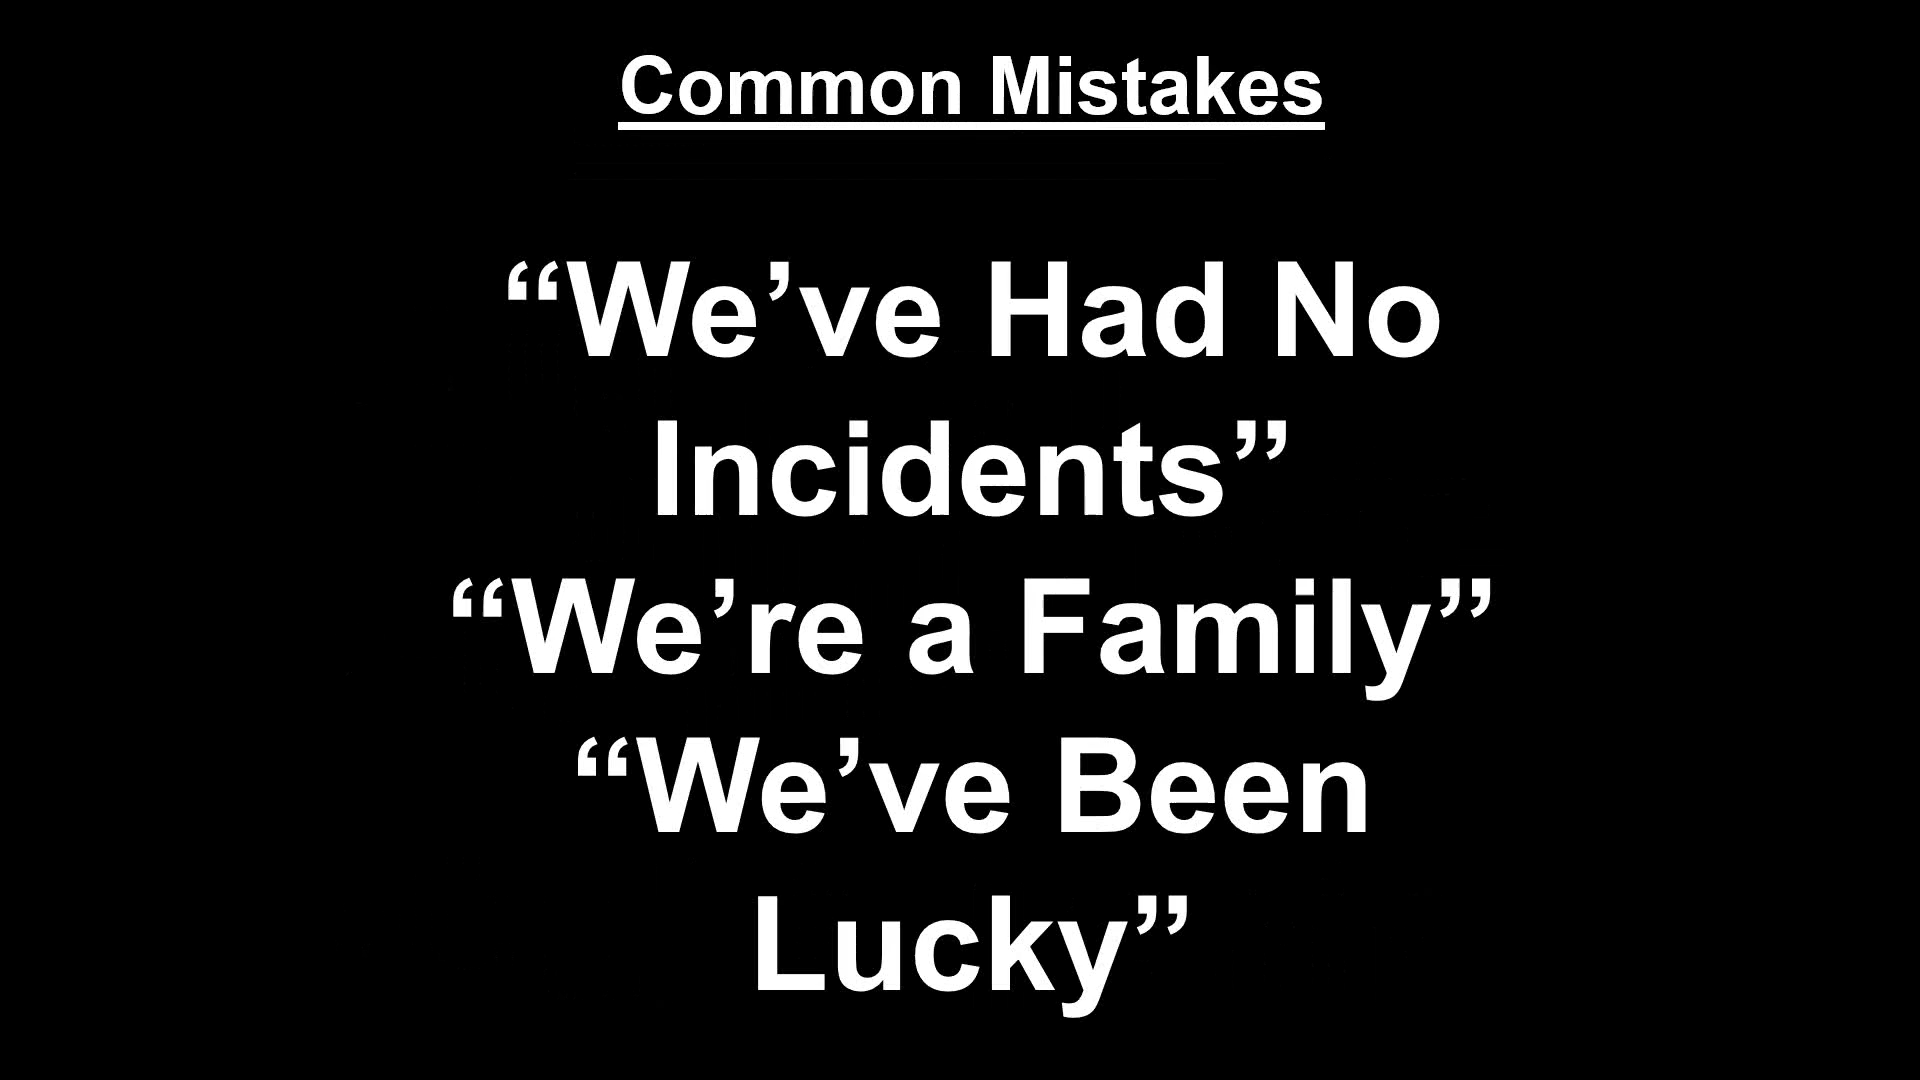 Common Mistakes
“We’ve Had No
Incidents”
“We’re a Family”
“We’ve Been
Lucky”